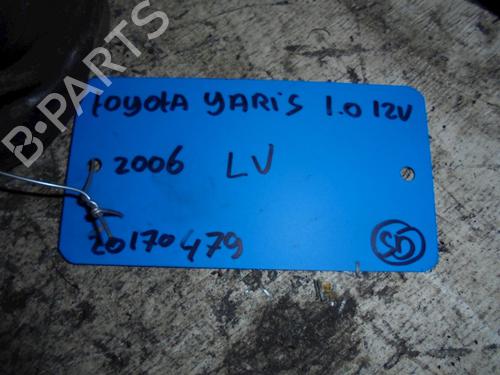 B-PARTS
toyotA YARiS 1.0 12V
2006 LV
20170479
SD